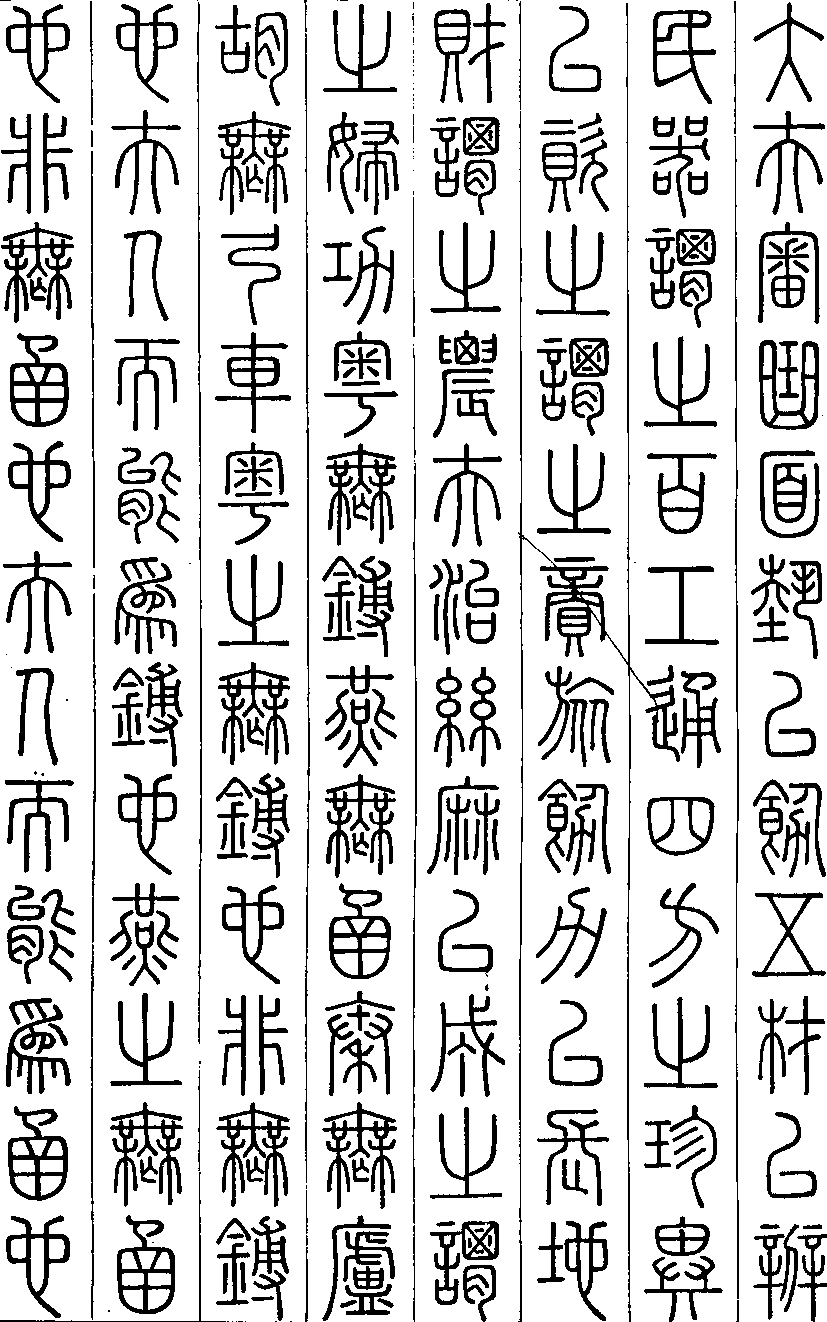 大夫審曲面埶以飭五材以辨
民器謂之百工通四方之珍異
以資之謂之𧶜旅飭力以長地
財謂之農夫治絲麻以成之謂
之婦功粵無鎛燕無函秦無廬
胡無弓車粵之無鎛也非無鎛
也夫人而能爲鎛也燕之無函
也非無函也夫人而能爲函也